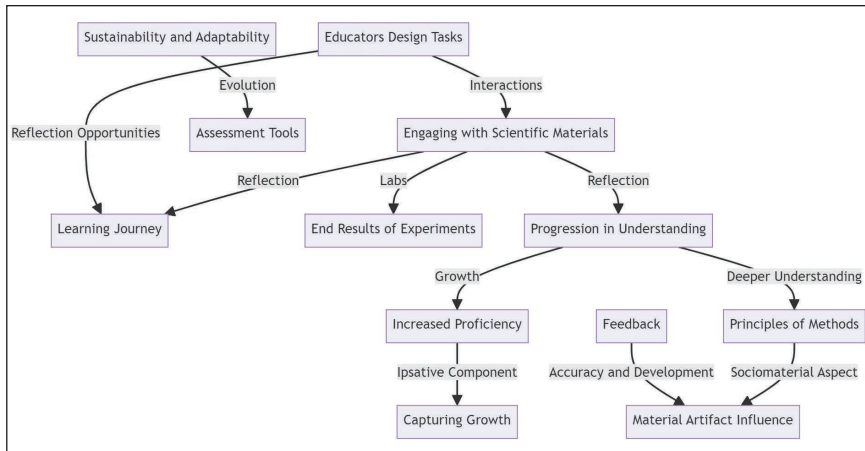 Sustainability and Adaptability
Educators Design Tasks
Evolution
Interactions
Reflection Opportunities
Assessment Tools
Engaging with Scientific Materials
Reflection
Labs
Reflection
Learning Journey
End Results of Experiments
Progression in Understanding
Growth
Deeper Understanding
Increased Proficiency
Feedback
Principles of Methods
Ipsative Component
Accuracy and Development
Sociomaterial Aspect
Capturing Growth
Material Artifact Influence